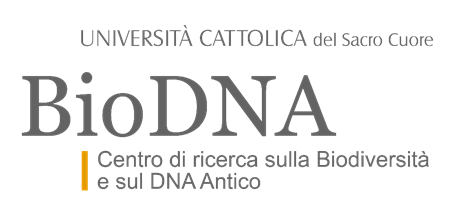 UNIVERSITÀ CATTOLICA del Sacro Cuore
BioDNA
Centro di ricerca sulla Biodiversità
e sul DNA Antico